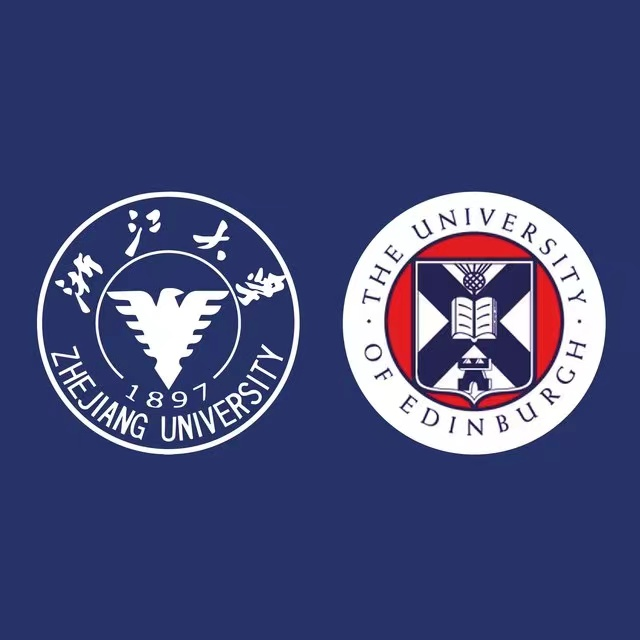 浙江大學
1897
ZHEJIANG UNIVERSITY
· THE UNIVERSITY ·
OF EDINBURGH